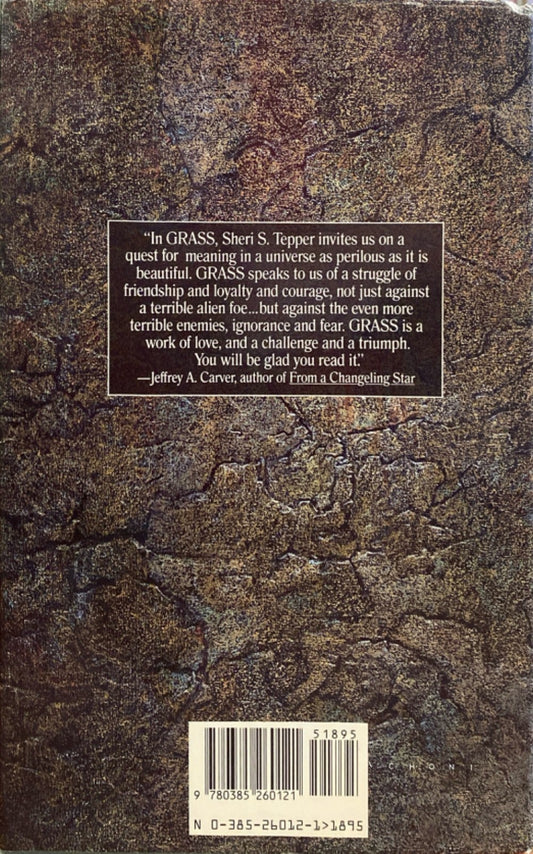 “In GRASS, Sheri S. Tepper invites us on a
quest for meaning in a universe as perilous as it is
beautiful. GRASS speaks to us of a struggle of
friendship and loyalty and courage, not just against
a terrible alien foe...but against the even more
terrible enemies, ignorance and fear. GRASS is a
work of love, and a challenge and a triumph.
You will be glad you read it.”
—Jeffrey A. Carver, author of From a Changeling Star
51895
CHONI
9 780385 260121
N 0-385-26012-1>1895